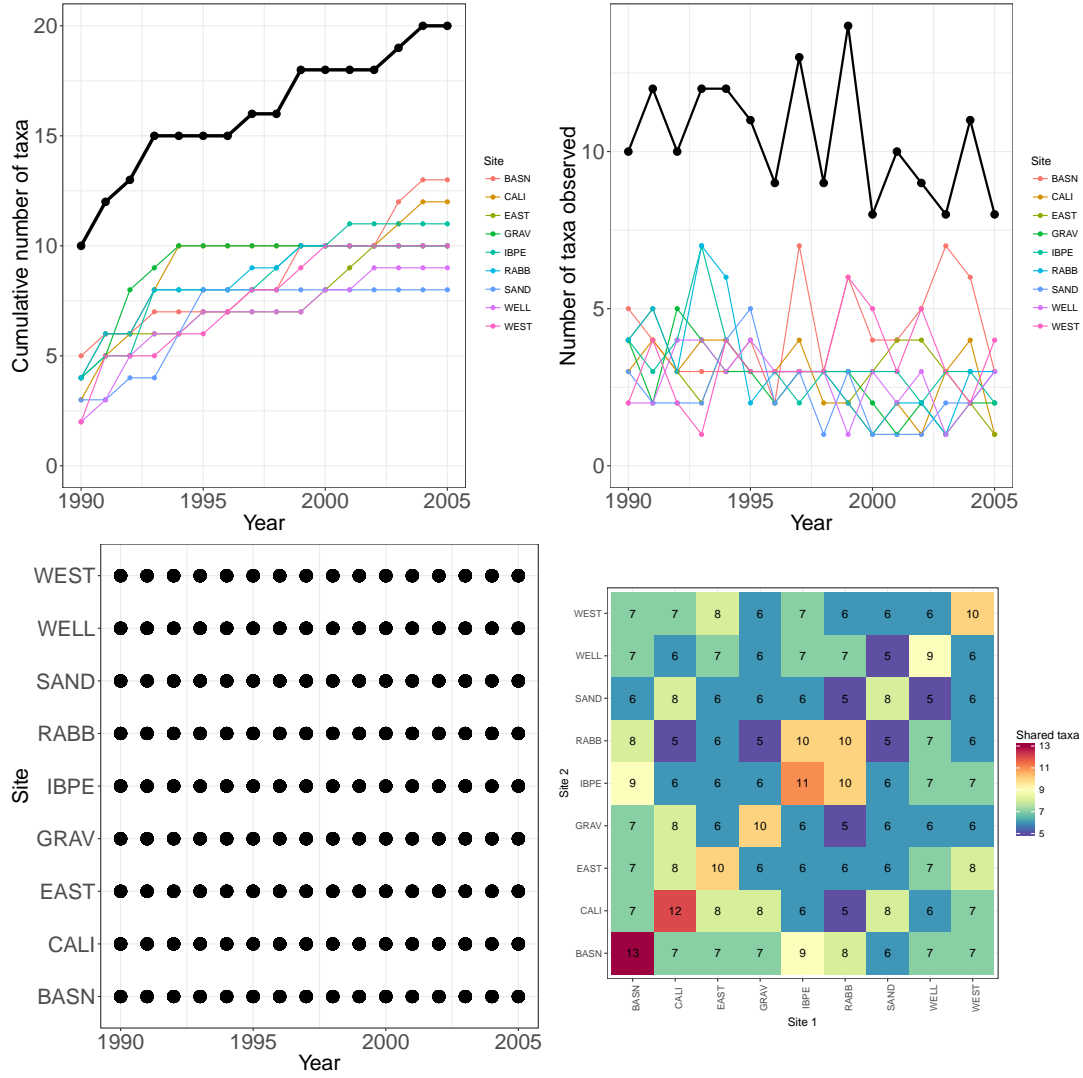 Cumulative number of taxa
20
15
10
5
0
1990 1995 2000 2005
Year
Site
BASN
CALI
EAST
GRAV
IBPE
RABB
SAND
WELL
WEST
Number of taxa observed
10
5
0
1990 1995 2000 2005
Year
Site
BASN
CALI
EAST
GRAV
IBPE
RABB
SAND
WELL
WEST
Site
WEST
WELL
SAND
RABB
IBPE
GRAV
EAST
CALI
BASN
1990 1995 2000 2005
Year
Site 2
WEST 7 7 8 6 7 6 6 6 10
WELL 7 6 7 6 7 7 5 9 6
SAND 6 8 6 6 6 5 8 5 6
RABB 8 5 6 5 10 10 5 7 6
IBPE 9 6 6 6 11 10 6 7 7
GRAV 7 8 6 10 6 5 6 6 6
EAST 7 8 10 6 6 6 6 7 8
CALI 7 12 8 8 6 5 8 6 7
BASN 13 7 7 7 9 8 6 7 7
BASN CALI EAST GRAV IBPE RABB SAND WELL WEST
Site 1
Shared taxa
13
11
9
7
5